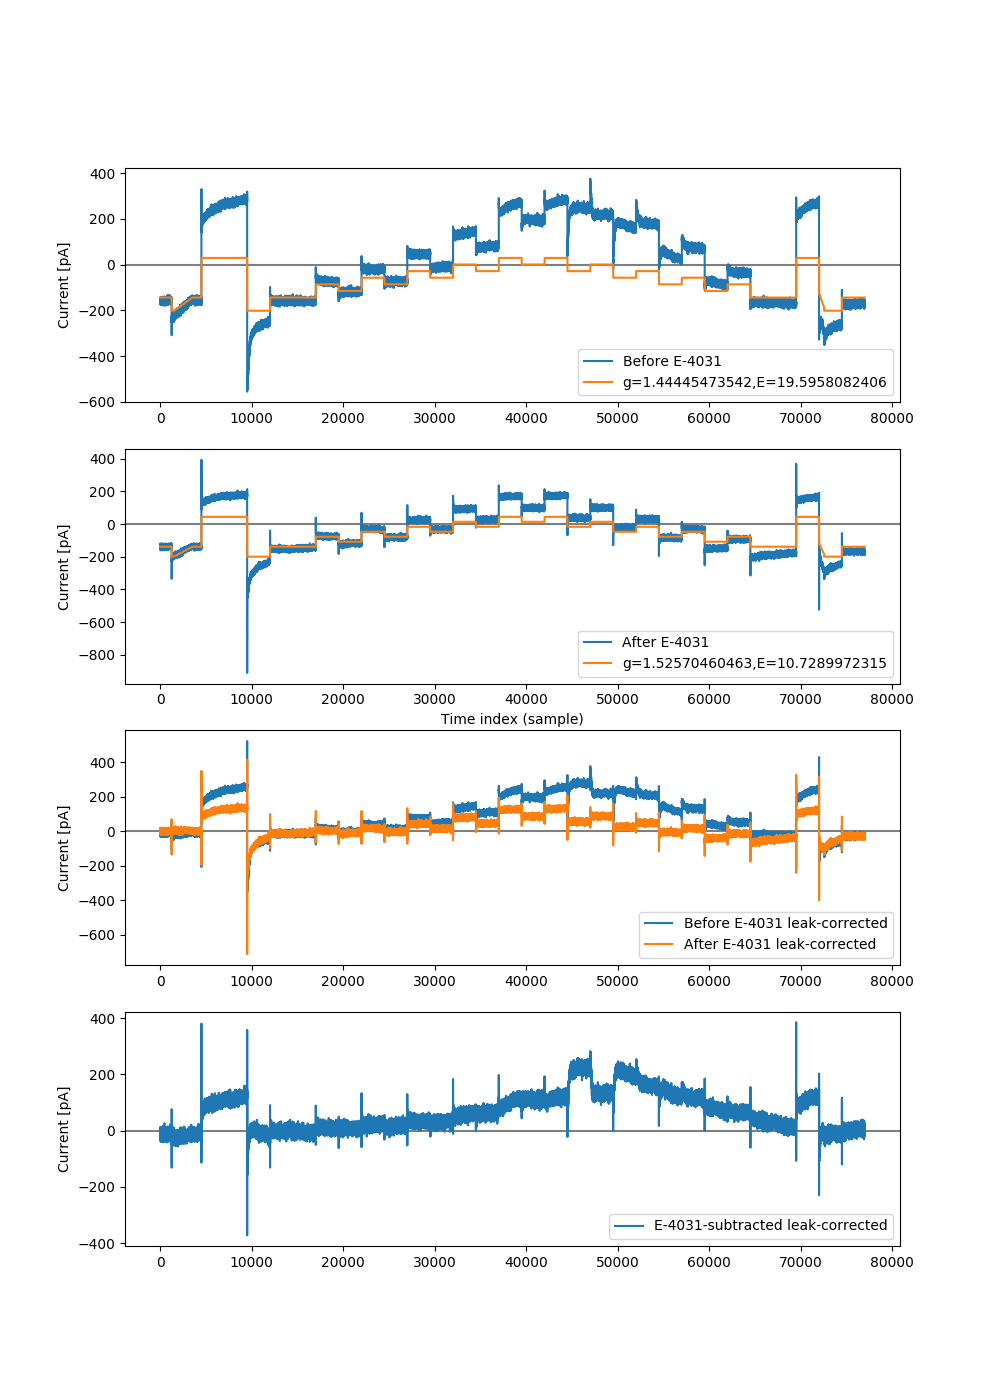 400
200
0
−200
−400
−600
Current [pA]
Before E-4031
g=1.44445473542,E=19.5958082406
0 10000 20000 30000 40000 50000 60000 70000 80000
400
200
0
−200
−400
−600
−800
Current [pA]
After E-4031
g=1.52570460463,E=10.7289972315
0 10000 20000 30000 40000 50000 60000 70000 80000
Time index (sample)
400
200
0
−200
−400
−600
Current [pA]
Before E-4031 leak-corrected
After E-4031 leak-corrected
0 10000 20000 30000 40000 50000 60000 70000 80000
400
200
0
−200
−400
Current [pA]
E-4031-subtracted leak-corrected
0 10000 20000 30000 40000 50000 60000 70000 80000